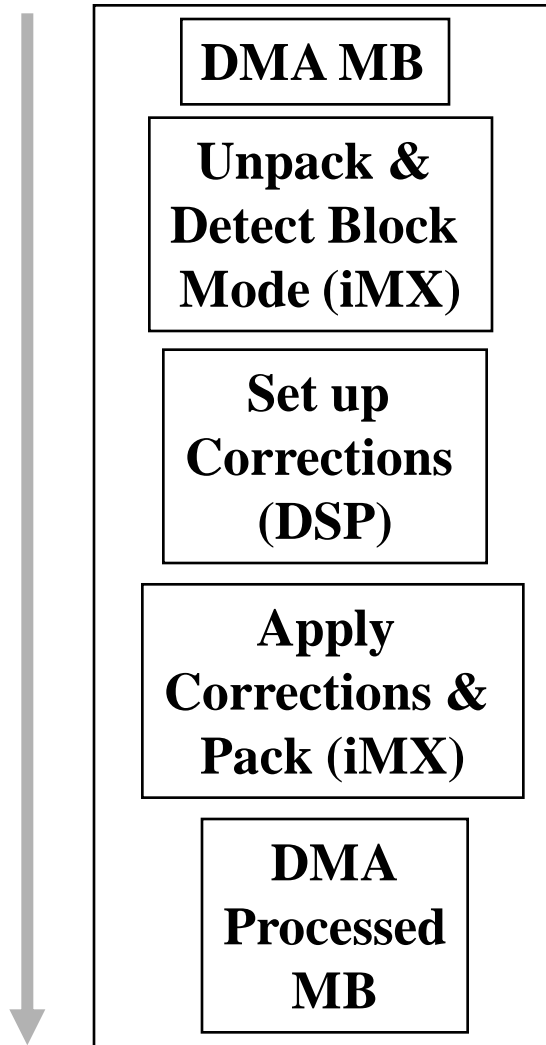 DMA MB
Unpack &
Detect Block
Mode (iMX)
Set up
Corrections
(DSP)
Apply
Corrections &
Pack (iMX)
DMA
Processed
MB